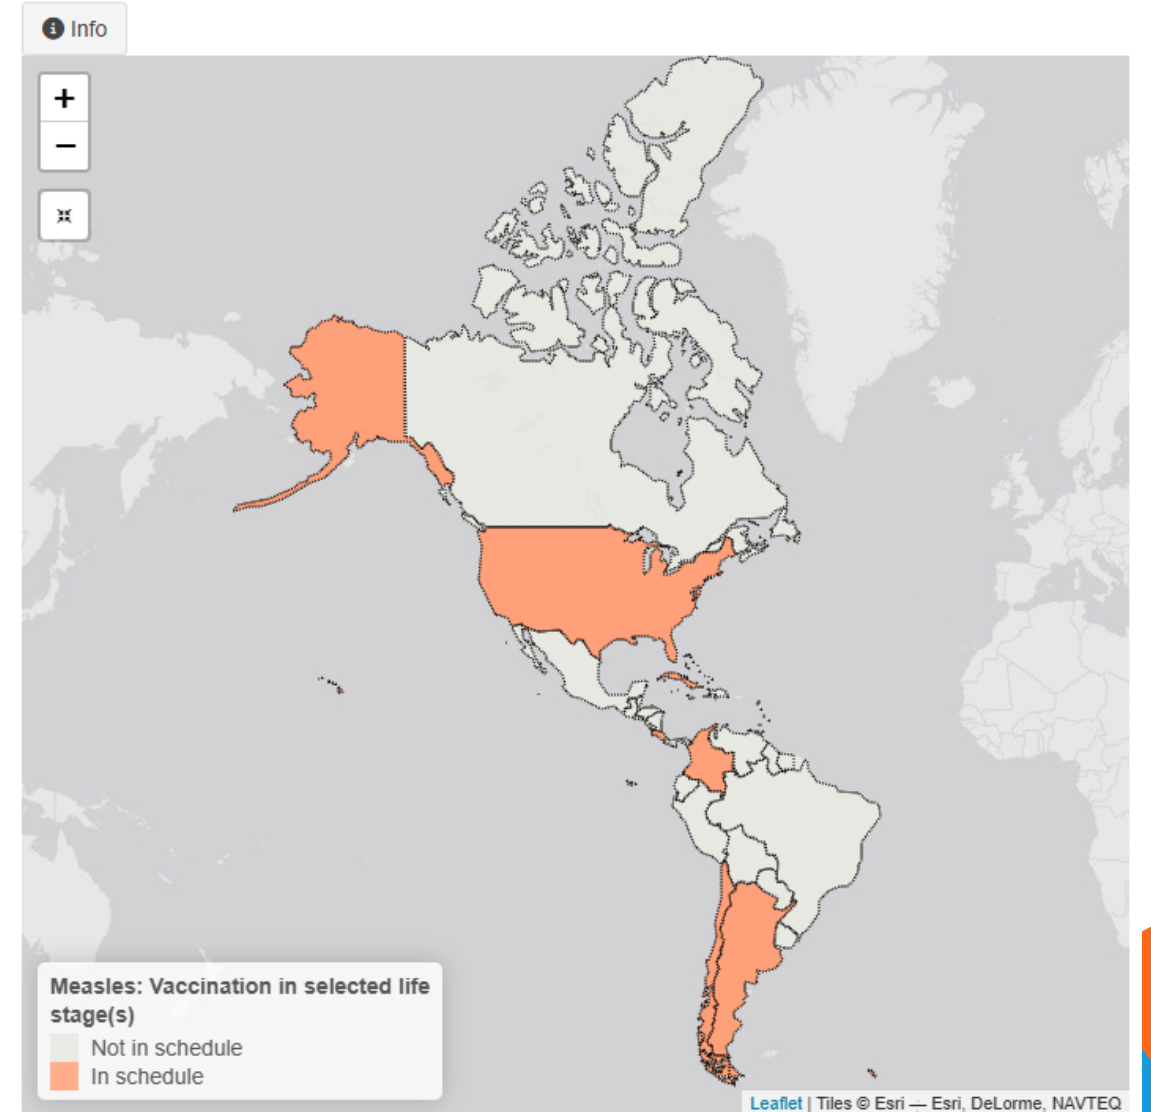 Info
+
−
Measles: Vaccination in selected life
stage(s)
Not in schedule
In schedule
Leaflet | Tiles © Esri — Esri, DeLorme, NAVTEQ